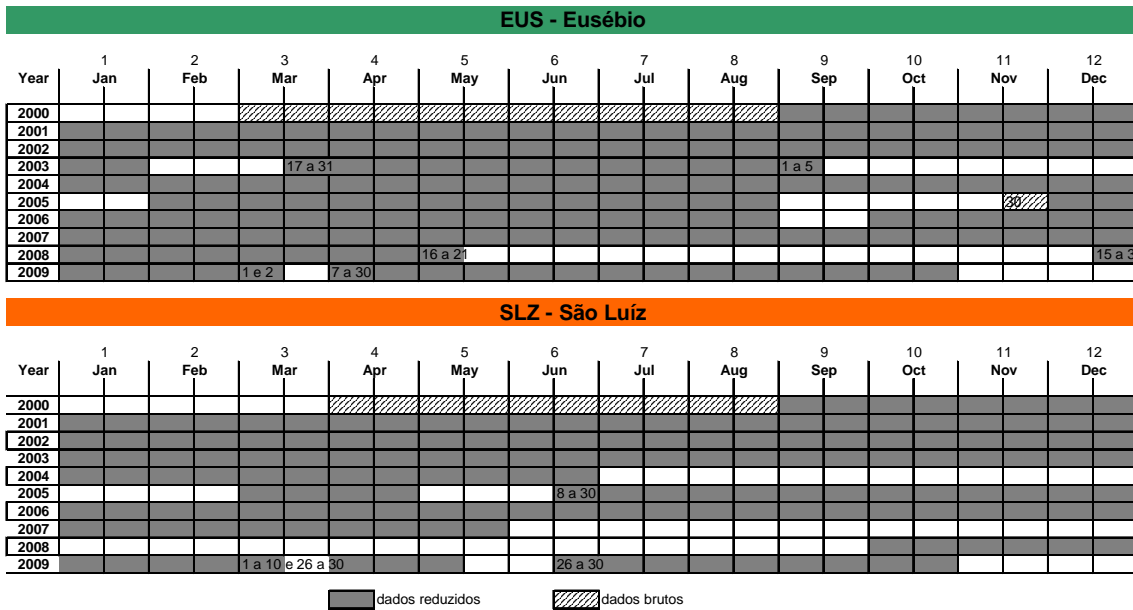 EUS - Eusébio
1 2 3 4 5 6 7 8 9 10 11 12
Year Jan Feb Mar Apr May Jun Jul Aug Sep Oct Nov Dec
2000
2001
2002
2003 17 a 31 1 a 5
2004
2005 30
2006
2007
2008 16 a 21 15 a 3
2009 1 e 2 7 a 30
SLZ - São Luíz
1 2 3 4 5 6 7 8 9 10 11 12
Year Jan Feb Mar Apr May Jun Jul Aug Sep Oct Nov Dec
2000
2001
2002
2003
2004
2005 8 a 30
2006
2007
2008
2009 1 a 10 e 26 a 30 26 a 30
dados reduzidos dados brutos